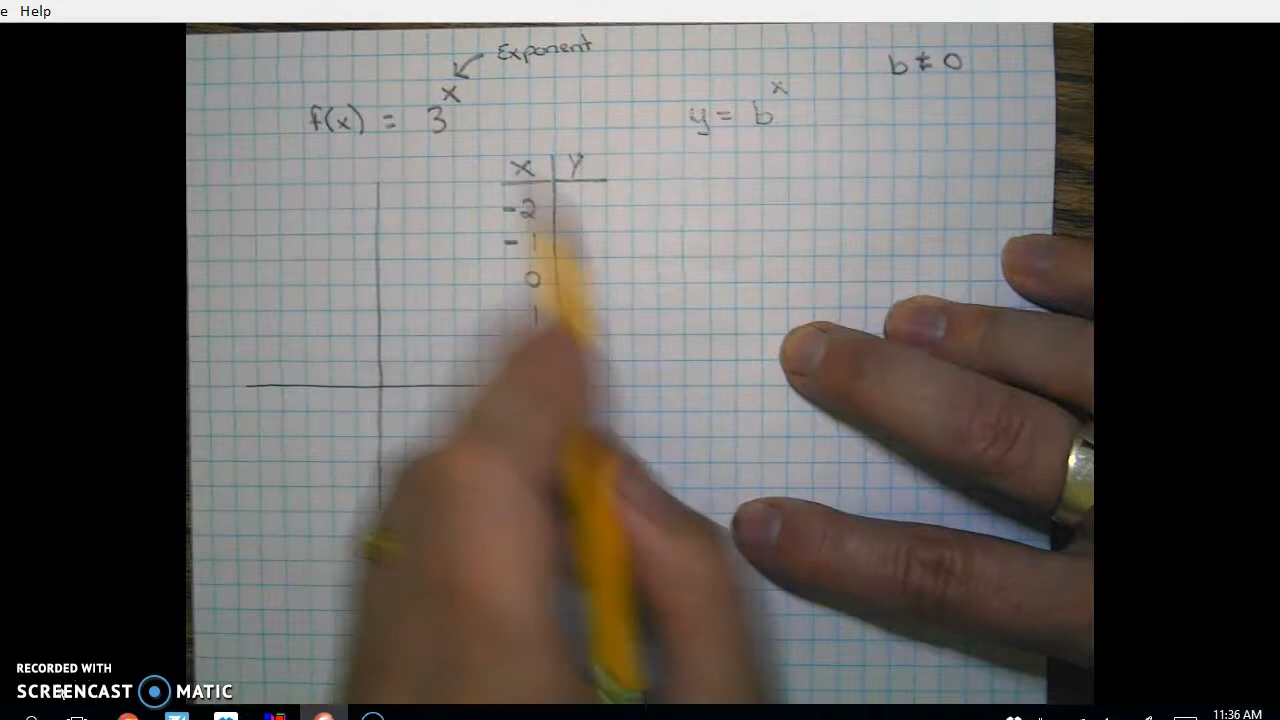 Help
Exponent
b ≠ 0
f(x) = 3^x
y = b^x
x y
-2
-1
0
1
RECORDED WITH
SCREENCAST MATIC
11:36 AM